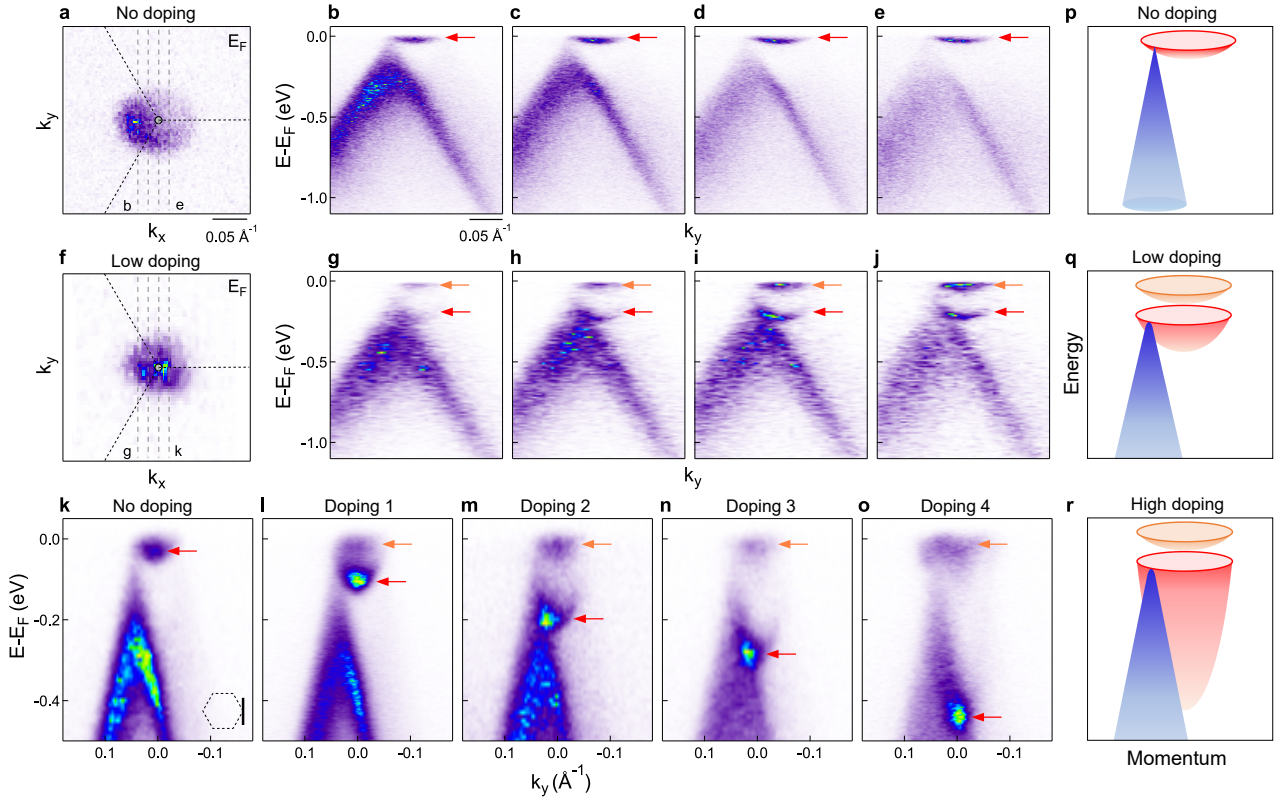 a No doping
b
c
d
e
p No doping
E_F
k_y
b
e
k_x
0.05 Å⁻¹
E-E_F (eV)
0.0
-0.5
-1.0
0.05 Å⁻¹
k_y
f Low doping
g
h
i
j
q Low doping
E_F
k_y
g
k
k_x
E-E_F (eV)
0.0
-0.5
-1.0
k_y
Energy
k No doping
l Doping 1
m Doping 2
n Doping 3
o Doping 4
r High doping
E-E_F (eV)
0.0
-0.2
-0.4
0.1 0.0 -0.1
0.1 0.0 -0.1
0.1 0.0 -0.1
0.1 0.0 -0.1
0.1 0.0 -0.1
k_y (Å⁻¹)
Momentum